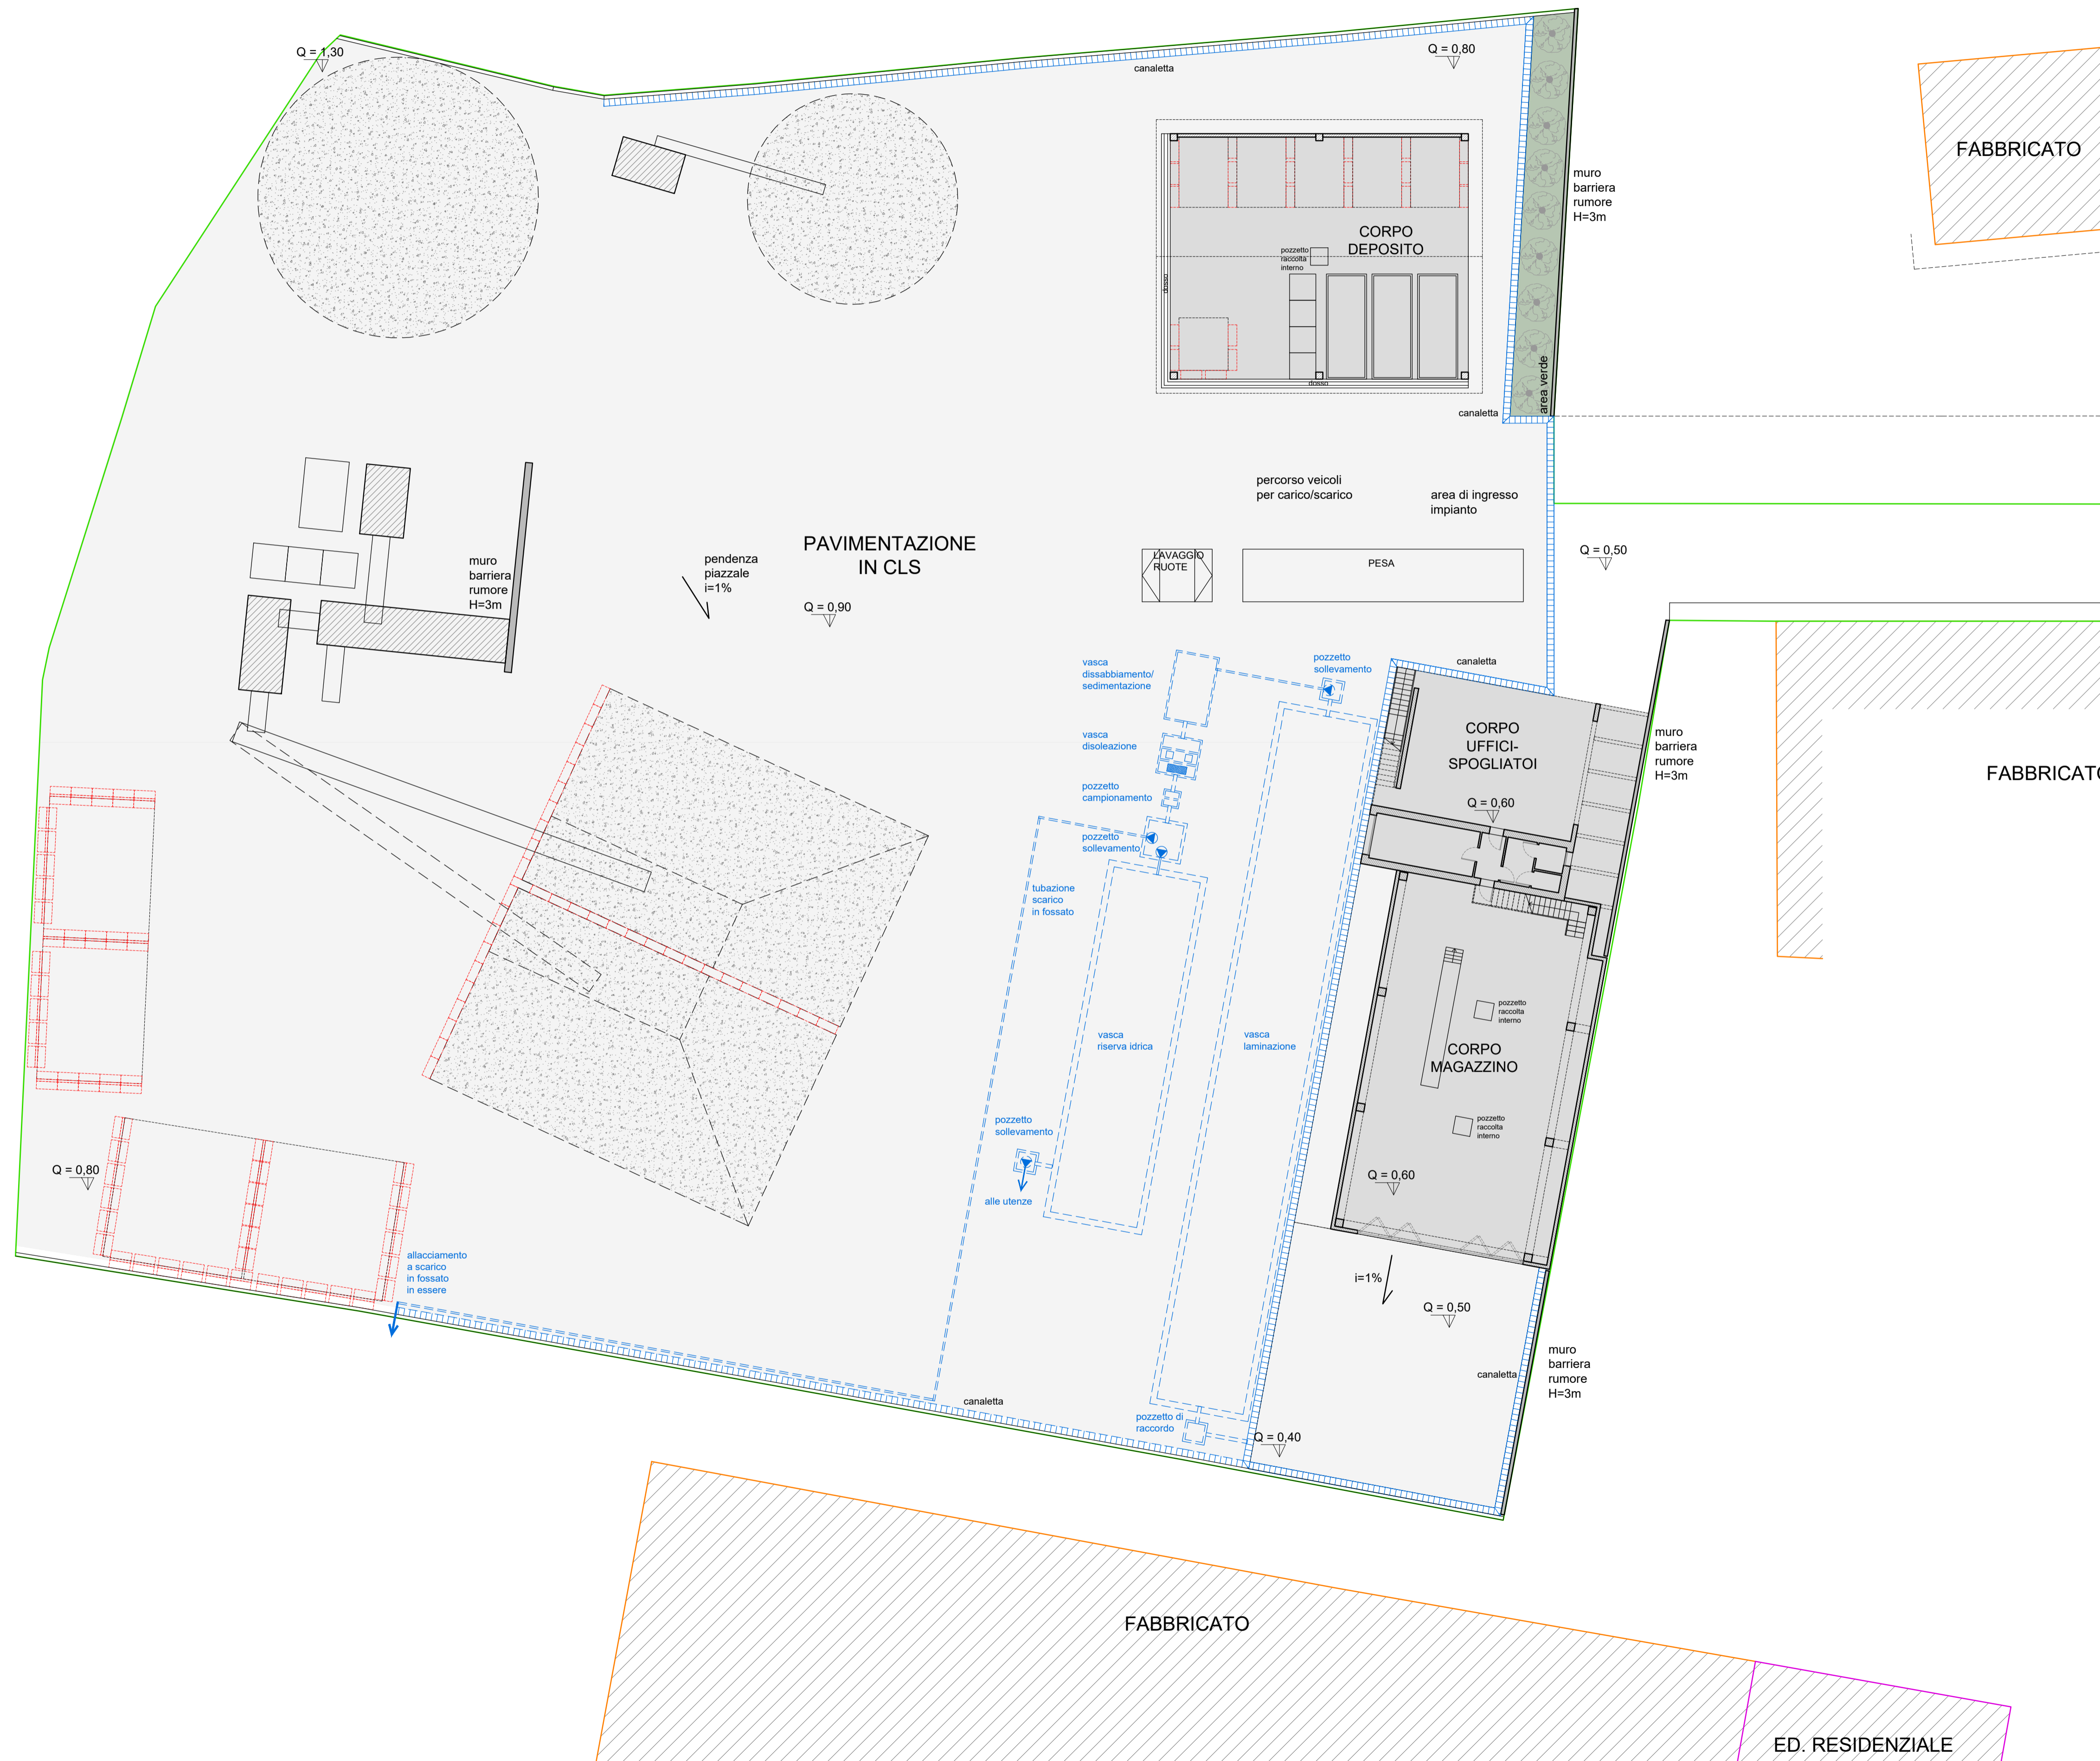 Q = 1,30
canaletta
Q = 0,80
FABBRICATO
muro
barriera
rumore
H=3m
CORPO
DEPOSITO
pozzetto
raccolta
interno
dosso
dosso
area verde
canaletta
percorso veicoli
per carico/scarico
area di ingresso
impianto
PAVIMENTAZIONE
IN CLS
pendenza
piazzale
i=1%
muro
barriera
rumore
H=3m
LAVAGGIO
RUOTE
PESA
Q = 0,50
Q = 0,90
vasca
dissabbiamento/
sedimentazione
pozzetto
sollevamento
canaletta
CORPO
UFFICI-
SPOGLIATOI
muro
barriera
rumore
H=3m
FABBRICATO
vasca
disoleazione
pozzetto
campionamento
Q = 0,60
pozzetto
sollevamento
tubazione
scarico
in fossato
pozzetto
raccolta
interno
vasca
riserva idrica
vasca
laminazione
CORPO
MAGAZZINO
pozzetto
raccolta
interno
pozzetto
sollevamento
alle utenze
Q = 0,80
Q = 0,60
allacciamento
a scarico
in fossato
in essere
i=1%
Q = 0,50
muro
barriera
rumore
H=3m
canaletta
canaletta
pozzetto di
raccordo
Q = 0,40
FABBRICATO
ED. RESIDENZIALE